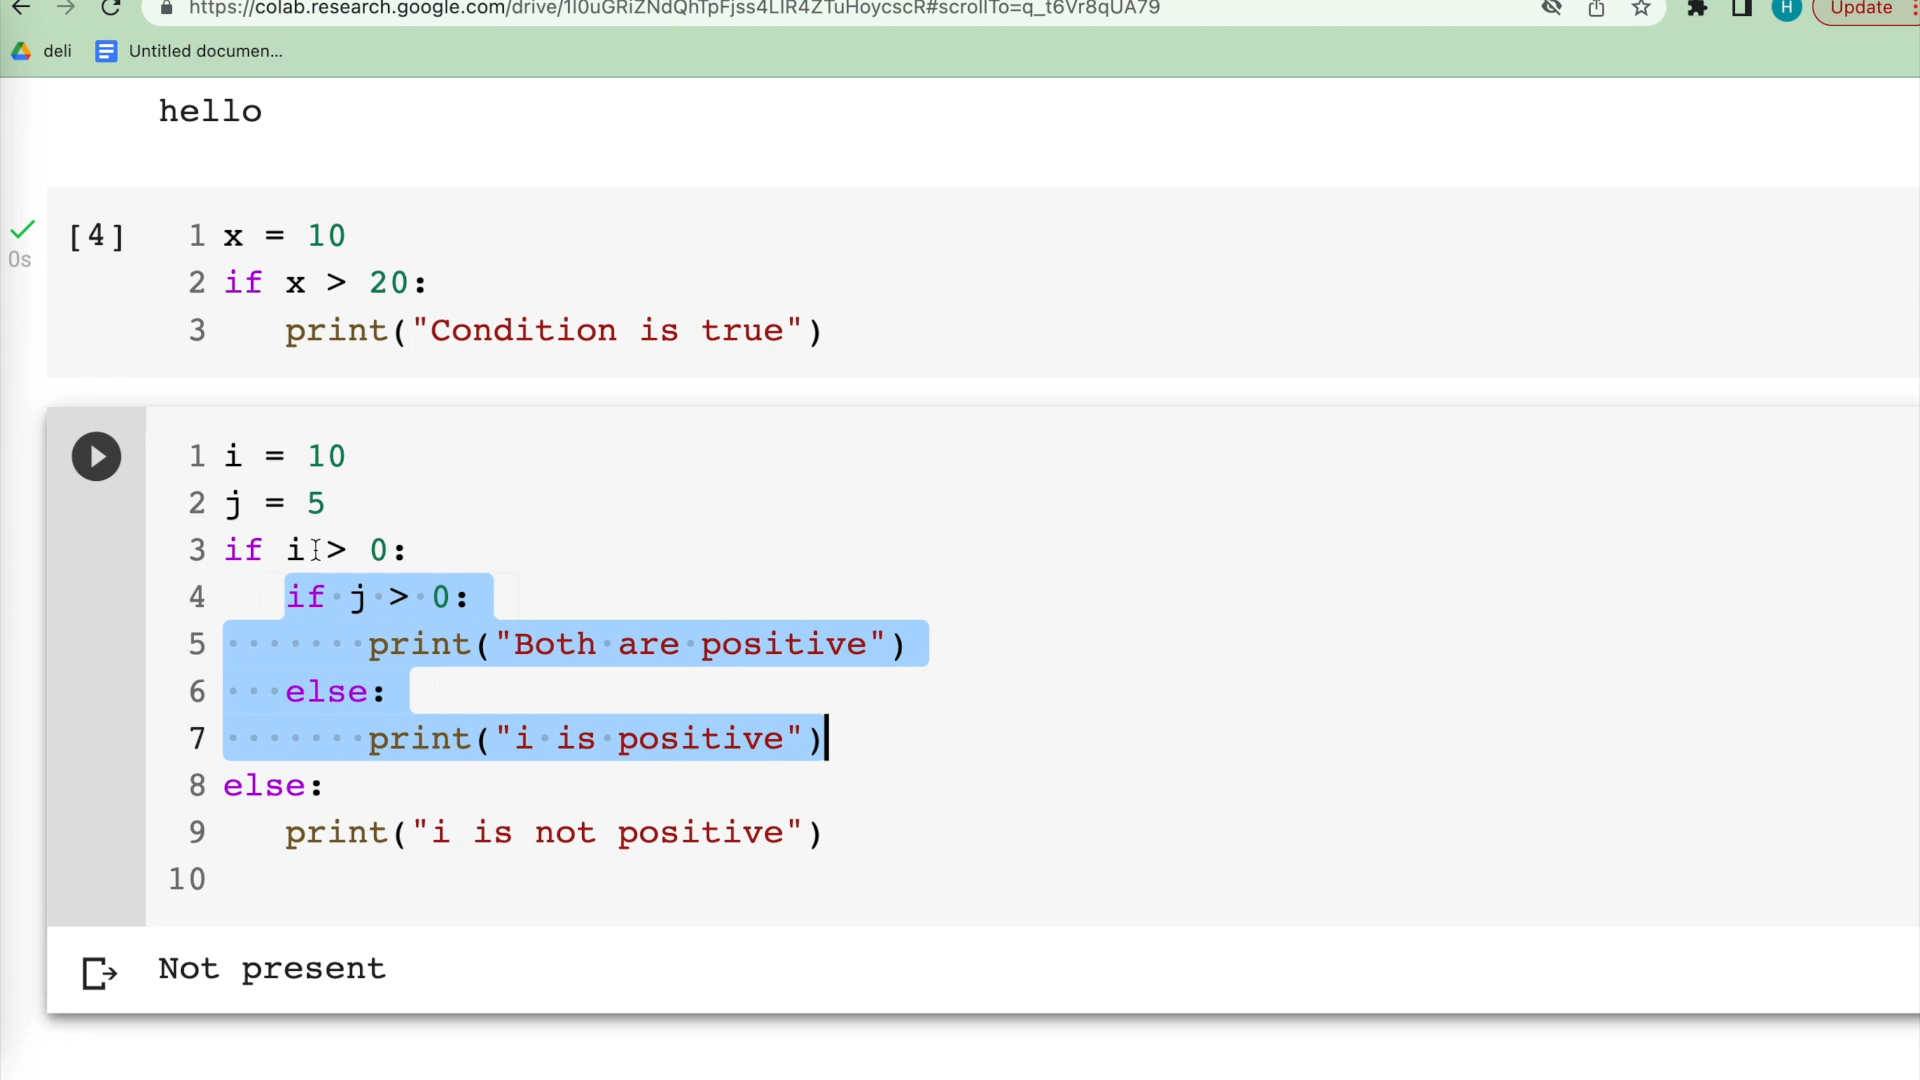 https://colab.research.google.com/drive/1I0uGRiZNdQhTpFjss4LIR4ZTuHoycscR#scrollTo=q_t6Vr8qUA79
H
Update
deli
Untitled documen...
hello
[4]
0s
1 x = 10
2 if x > 20:
3 print("Condition is true")
1 i = 10
2 j = 5
3 if i > 0:
4 if j > 0:
5 print("Both are positive")
6 else:
7 print("i is positive")
8 else:
9 print("i is not positive")
10
Not present